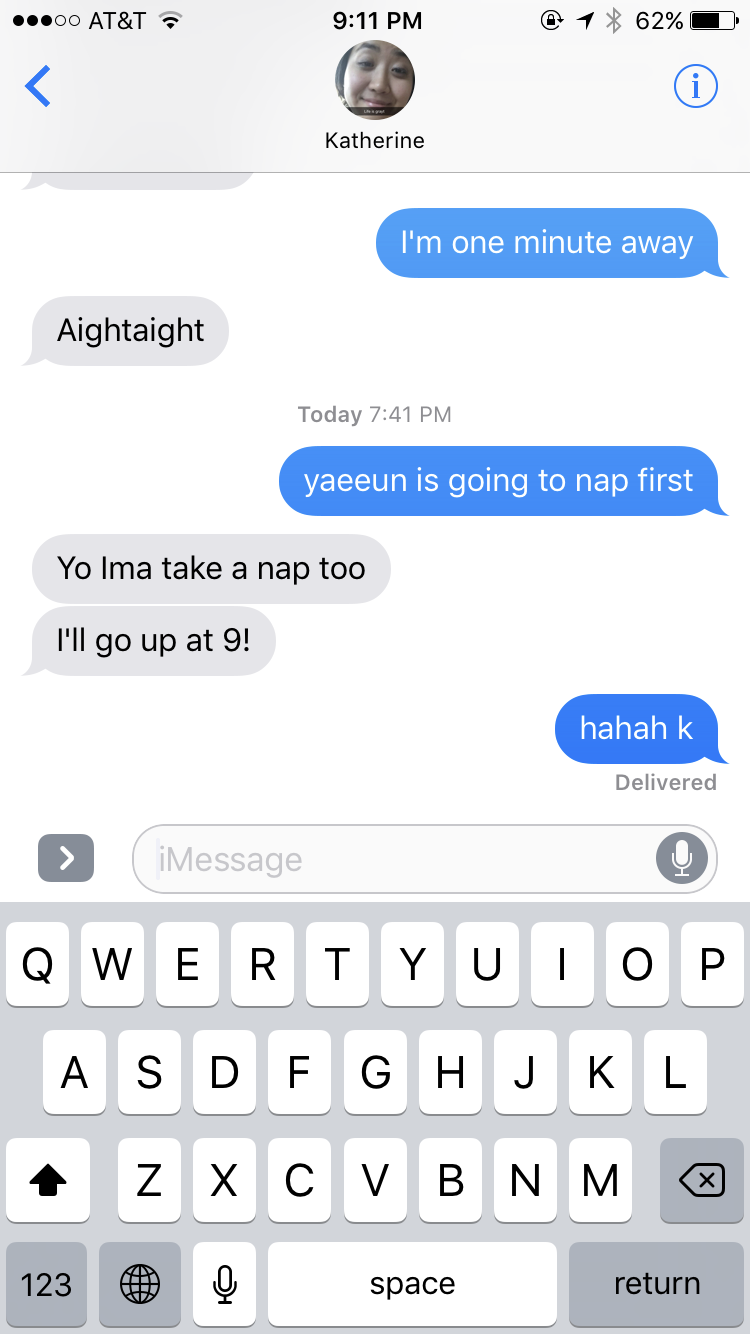 AT&T 9:11 PM 62%
Katherine
I'm one minute away
Aightaight
Today 7:41 PM
yaeeun is going to nap first
Yo Ima take a nap too
I'll go up at 9!
hahah k
Delivered
iMessage
Q W E R T Y U I O P
A S D F G H J K L
Z X C V B N M
123 space return